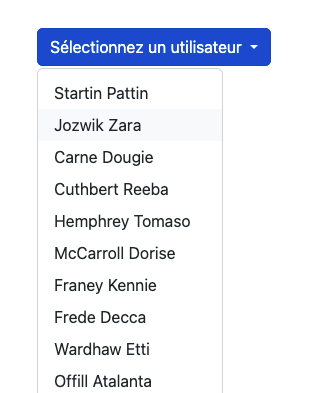 Sélectionnez un utilisateur
Startin Pattin
Jozwik Zara
Carne Dougie
Cuthbert Reeba
Hemphrey Tomaso
McCarroll Dorise
Franey Kennie
Frede Decca
Wardhaw Etti
Offill Atalanta